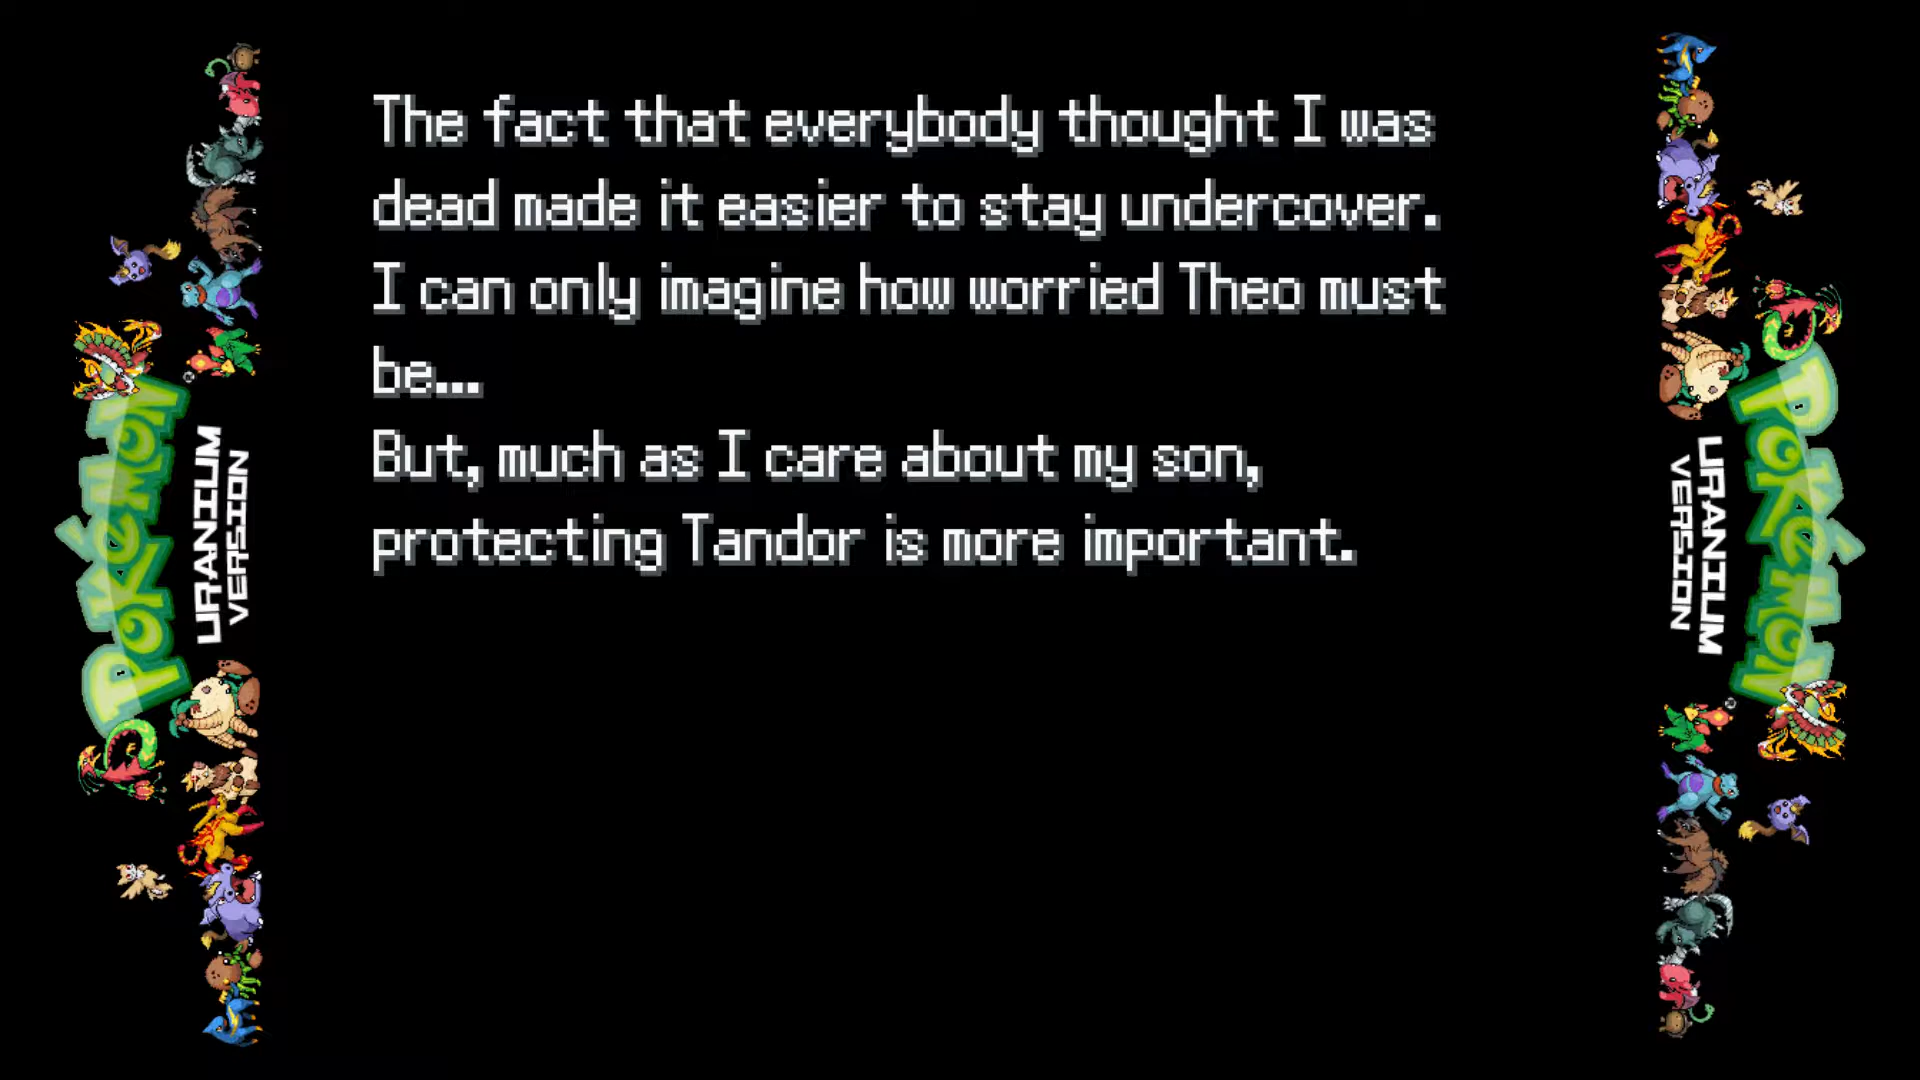 The fact that everybody thought I was
dead made it easier to stay undercover.
I can only imagine how worried Theo must
be...
But, much as I care about my son,
protecting Tandor is more important.
POKéMON
URANIUM
VERSION
POKéMON
URANIUM
VERSION